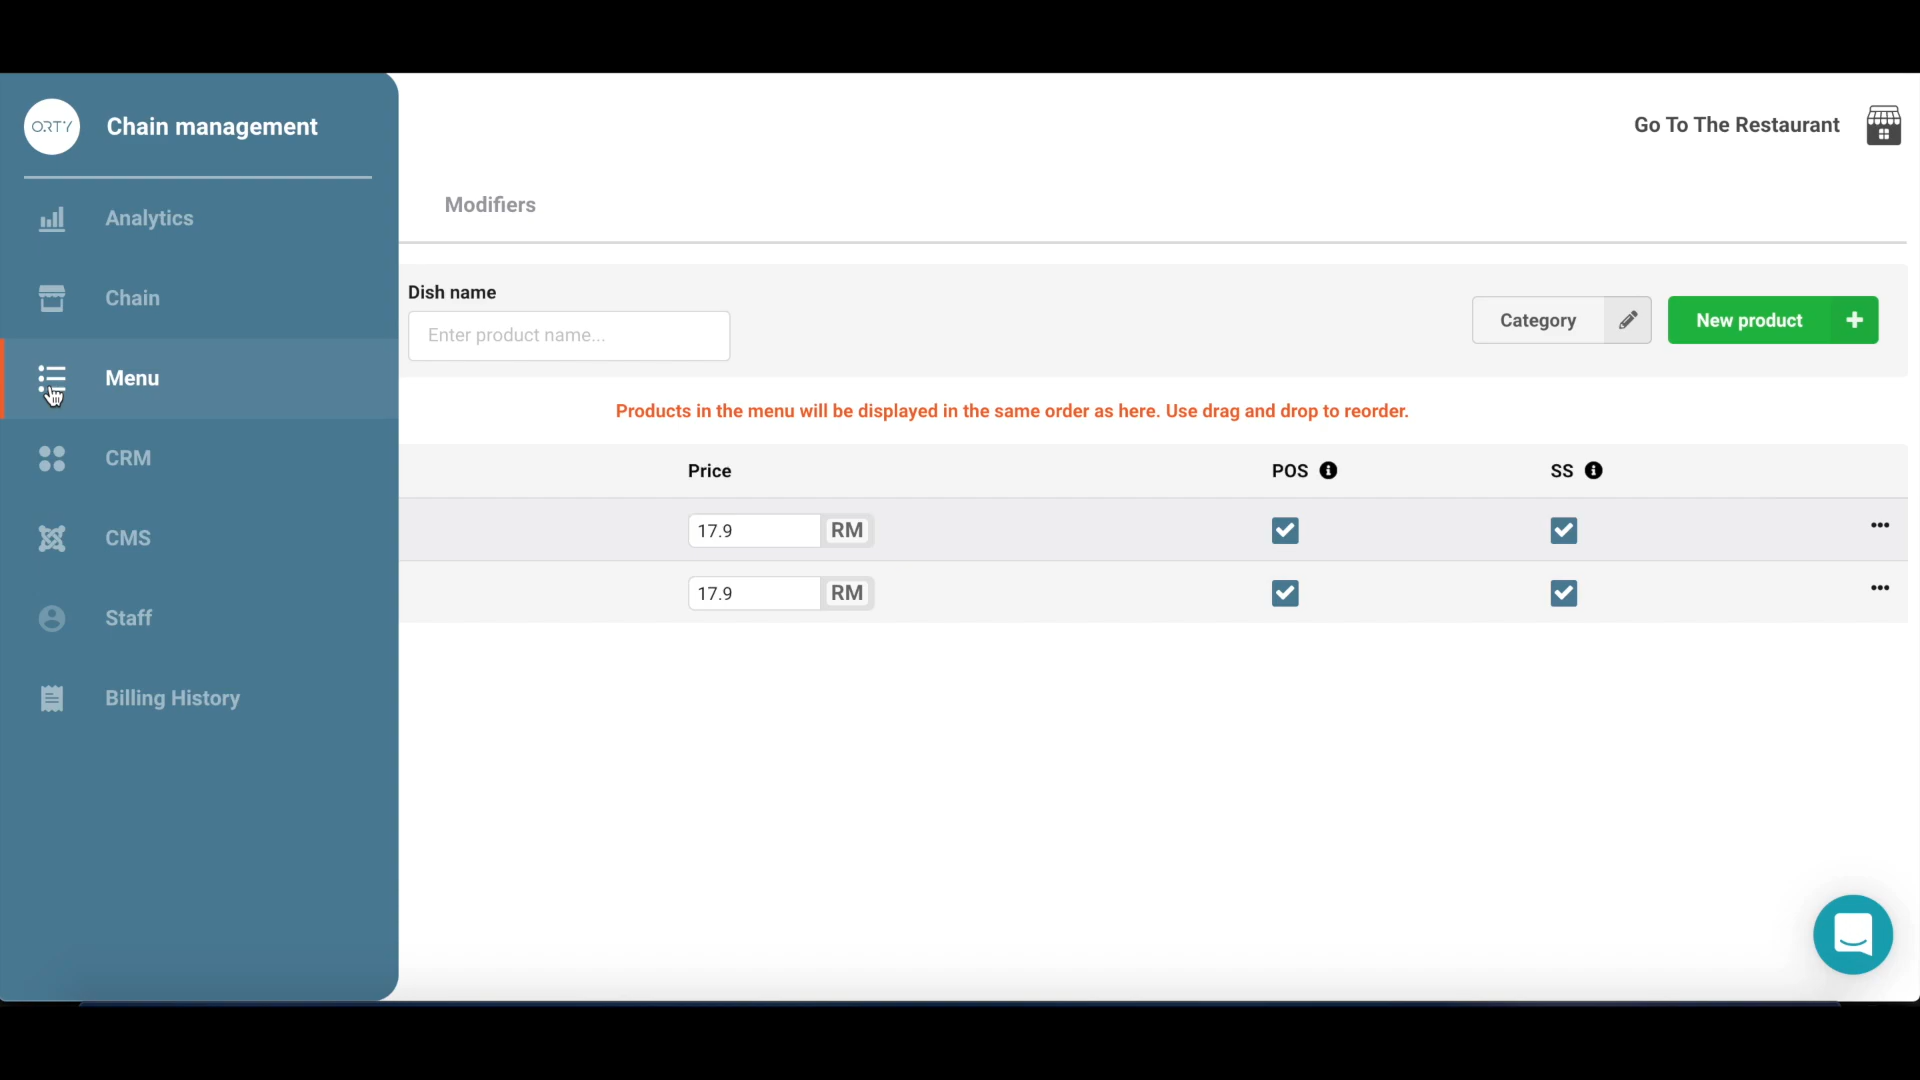 ORTY
Chain management
Go To The Restaurant
Analytics
Modifiers
Chain
Dish name
Enter product name...
Category
New product
Menu
Products in the menu will be displayed in the same order as here. Use drag and drop to reorder.
CRM
Price
POS
SS
17.9 RM
CMS
17.9 RM
Staff
Billing History